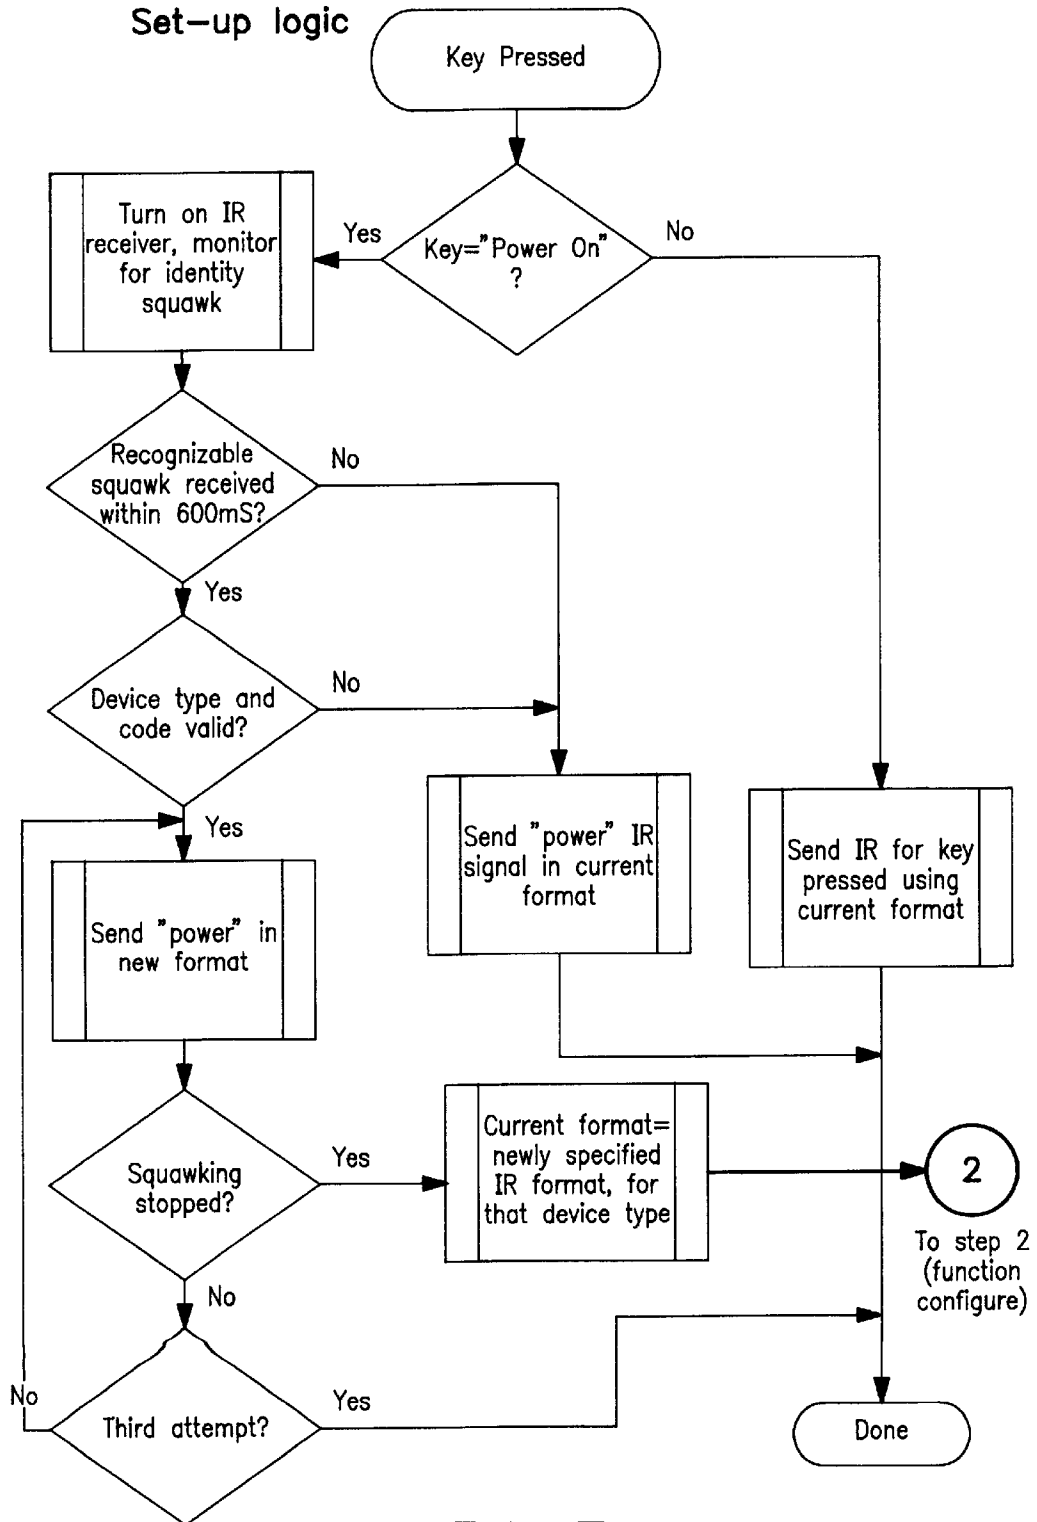 Set-up logic
Key Pressed
Key="Power On"
?
Yes
No
Turn on IR
receiver, monitor
for identity
squawk
Recognizable
squawk received
within 600mS?
No
Yes
Device type and
code valid?
No
Yes
Send "power" IR
signal in current
format
Send IR for key
pressed using
current format
Send "power" in
new format
Squawking
stopped?
Yes
Current format=
newly specified
IR format, for
that device type
2
To step 2
(function
configure)
No
Third attempt?
No
Yes
Done